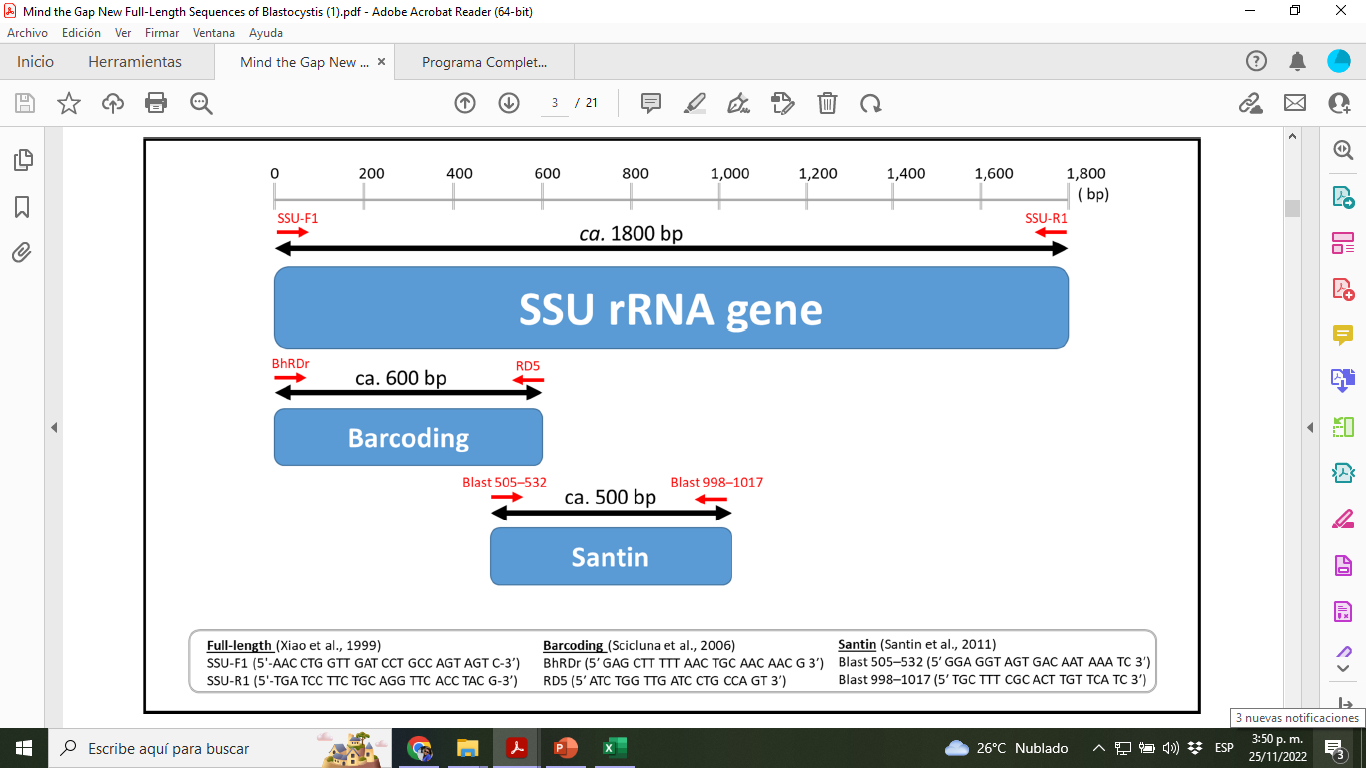 Mind the Gap New Full-Length Sequences of Blastocystis (1).pdf - Adobe Acrobat Reader (64-bit)
Archivo Edición Ver Firmar Ventana Ayuda
Inicio Herramientas Mind the Gap New ... × Programa Complet...
3 / 21
0 200 400 600 800 1,000 1,200 1,400 1,600 1,800
( bp)
SSU-F1 SSU-R1
ca. 1800 bp
SSU rRNA gene
BhRDr RD5
ca. 600 bp
Barcoding
Blast 505–532 Blast 998–1017
ca. 500 bp
Santin
Full-length (Xiao et al., 1999)
SSU-F1 (5'-AAC CTG GTT GAT CCT GCC AGT AGT C-3’)
SSU-R1 (5'-TGA TCC TTC TGC AGG TTC ACC TAC G-3’)
Barcoding (Scicluna et al., 2006)
BhRDr (5’ GAG CTT TTT AAC TGC AAC AAC G 3’)
RD5 (5’ ATC TGG TTG ATC CTG CCA GT 3’)
Santin (Santin et al., 2011)
Blast 505–532 (5’ GGA GGT AGT GAC AAT AAA TC 3’)
Blast 998–1017 (5’ TGC TTT CGC ACT TGT TCA TC 3’)
3 nuevas notificaciones
Escribe aquí para buscar
26°C Nublado
ESP
3:50 p. m.
25/11/2022
3